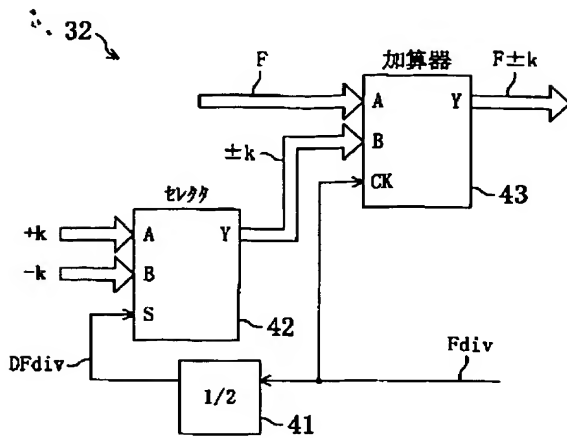 32
F
加算器
F±k
A
Y
B
CK
43
±k
ｾﾚｸﾀ
+k
A
Y
-k
B
S
42
DFdiv
1/2
41
Fdiv